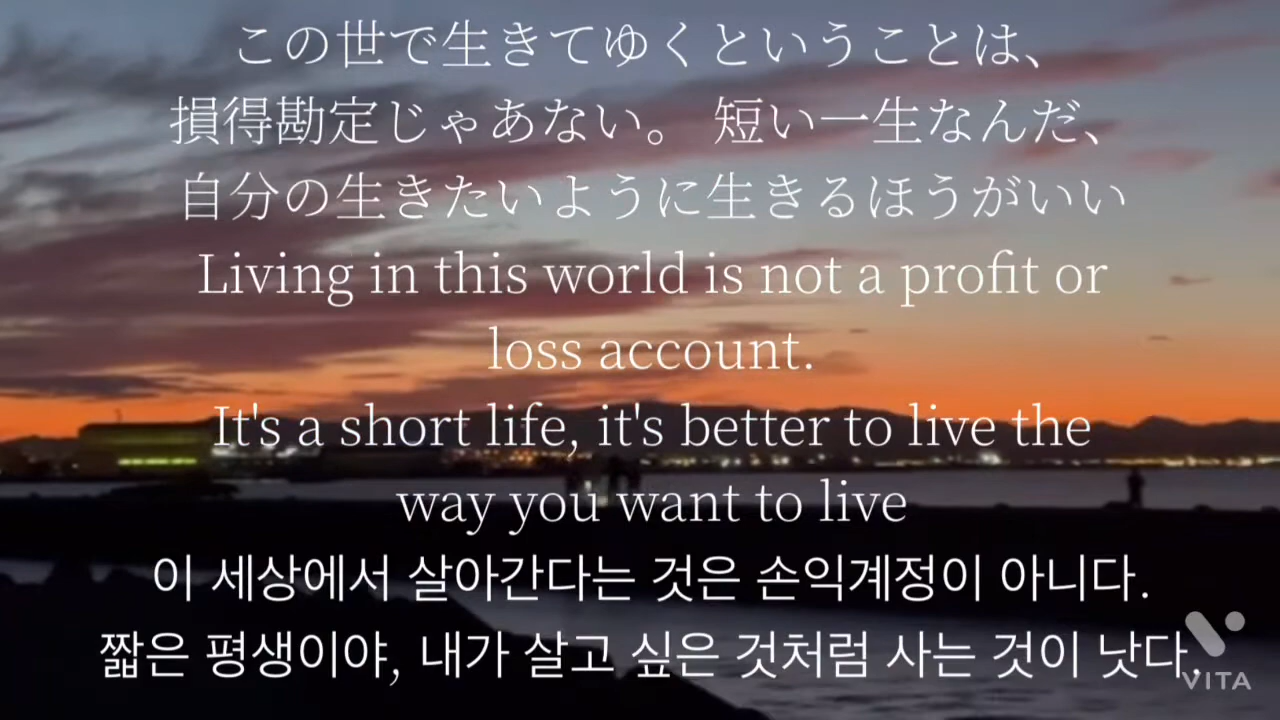 この世で生きてゆくということは、
損得勘定じゃあない。 短い一生なんだ、
自分の生きたいように生きるほうがいい
Living in this world is not a profit or
loss account.
It's a short life, it's better to live the
way you want to live
이 세상에서 살아간다는 것은 손익계정이 아니다.
짧은 평생이야, 내가 살고 싶은 것처럼 사는 것이 낫다.
VITA